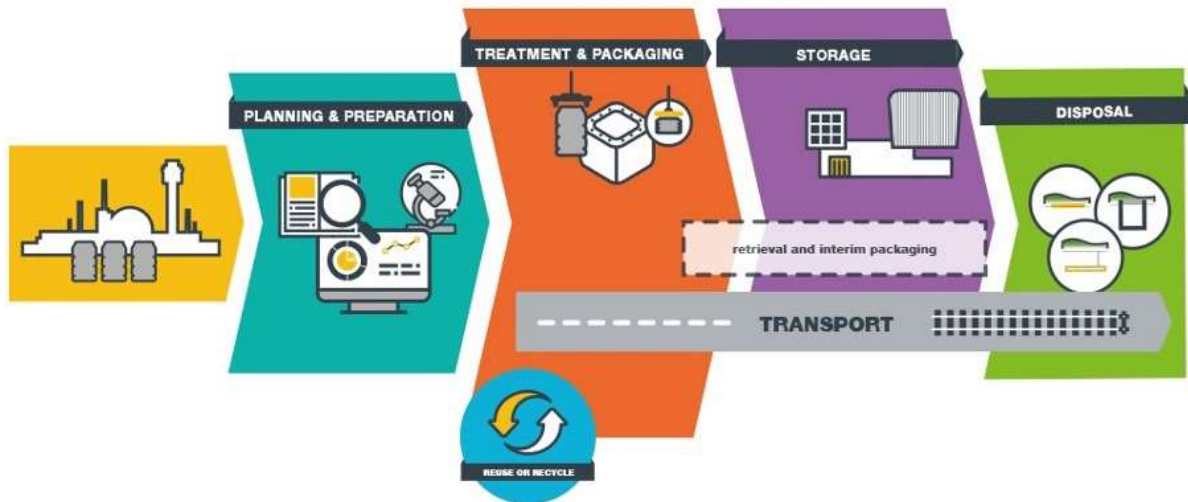 TREATMENT & PACKAGING
STORAGE
PLANNING & PREPARATION
DISPOSAL
retrieval and interim packaging
TRANSPORT
REUSE OR RECYCLE